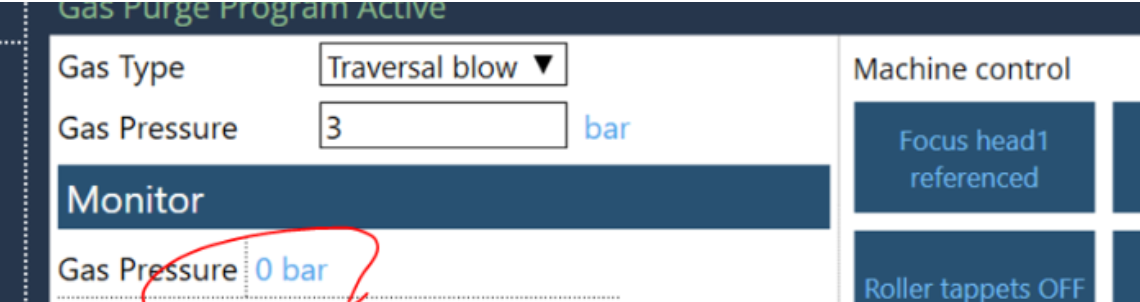 Gas Purge Program Active
Gas Type Traversal blow ▼
Gas Pressure 3 bar
Monitor
Gas Pressure 0 bar
Machine control
Focus head1
referenced
Roller tappets OFF